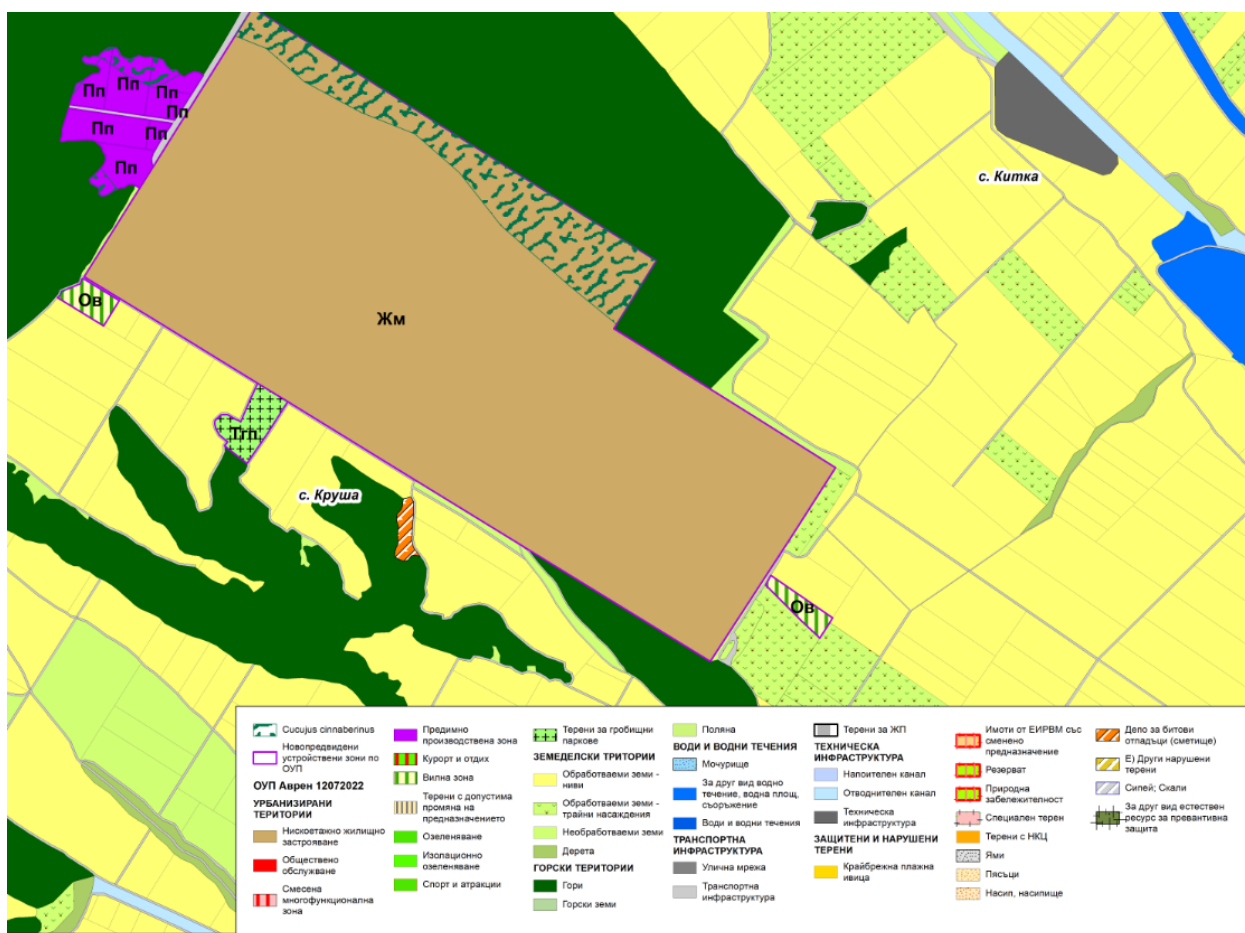 Пп
Пп
Пп
Пп
Пп
Пп
Пп
с. Китка
Ов
Жм
Тгп
с. Круша
Ов
Cucujus cinnaberinus
Новопредвидени
устройствени зони по
ОУП
ОУП Аврен 12072022
УРБАНИЗИРАНИ
ТЕРИТОРИИ
Нискоетажно жилищно
застрояване
Обществено
обслужване
Смесена
многофункционална
зона
Предимно
производствена зона
Курорт и отдих
Вилна зона
Терени с допустима
промяна на
предназначението
Озеленяване
Изолационно
озеленяване
Спорт и атракции
Терени за гробищни
паркове
ЗЕМЕДЕЛСКИ ТРИТОРИИ
Обработваеми земи -
ниви
Обработваеми земи -
трайни насаждения
Необработваеми земи
Дерета
ГОРСКИ ТЕРИТОРИИ
Гори
Горски земи
Поляна
ВОДИ И ВОДНИ ТЕЧЕНИЯ
Мочурище
За друг вид водно
течение, водна площ,
съоръжение
Води и водни течения
ТРАНСПОРТНА
ИНФРАСТРУКТУРА
Улична мрежа
Транспортна
инфраструктура
Терени за ЖП
ТЕХНИЧЕСКА
ИНФРАСТРУКТУРА
Напоителен канал
Отводнителен канал
Техническа
инфраструктура
ЗАЩИТЕНИ И НАРУШЕНИ
ТЕРЕНИ
Крайбрежна плажна
ивица
Имоти от ЕИРВМ със
сменено
предназначение
Резерват
Природна
забележителност
Специален терен
Терени с НКЦ
Ями
Пясъци
Насип, насипище
Депо за битови
отпадъци (сметище)
Е) Други нарушени
терени
Сипей; Скали
За друг вид естествен
ресурс за превантивна
защита